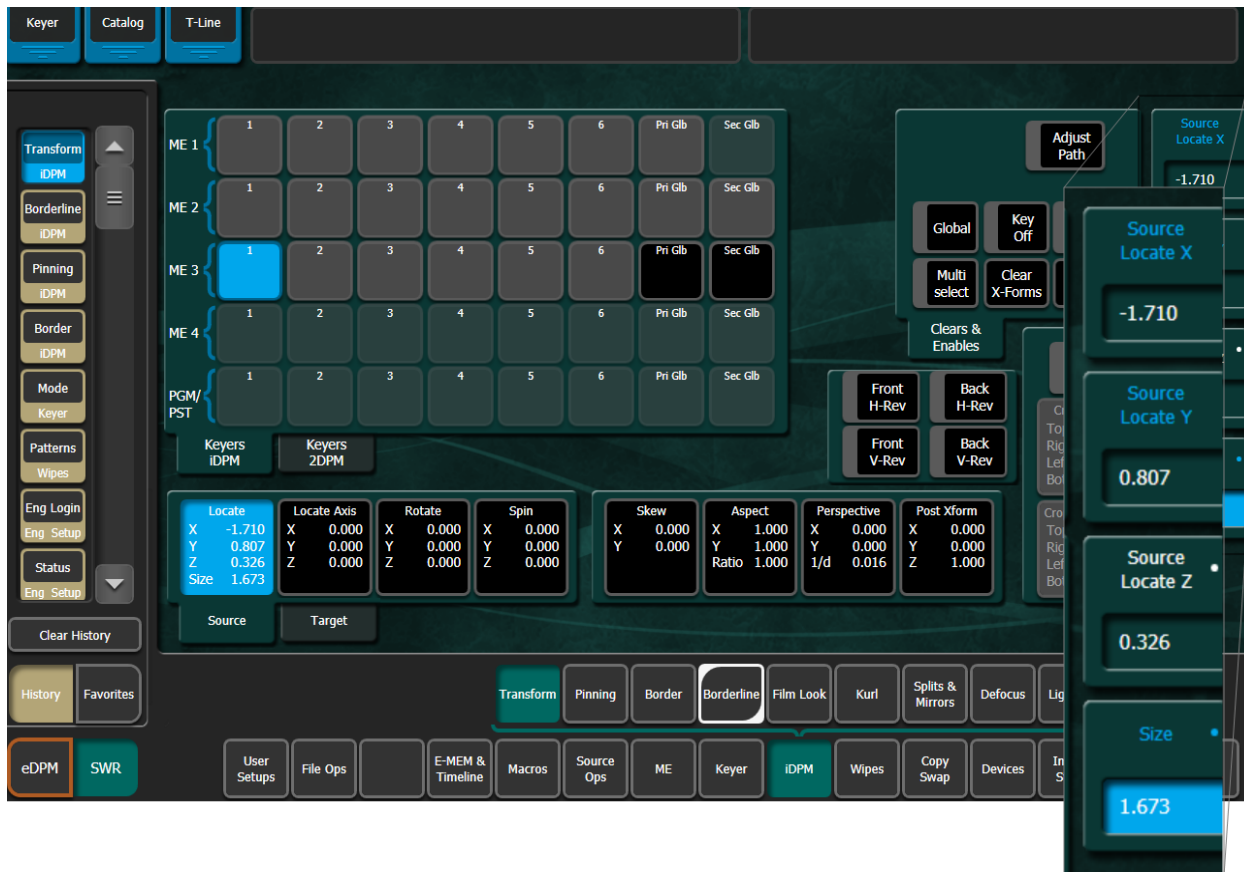 Keyer
Catalog
T-Line
Transform
iDPM
Borderline
iDPM
Pinning
iDPM
Border
iDPM
Mode
Keyer
Patterns
Wipes
Eng Login
Eng Setup
Status
Eng Setup
Clear History
History
Favorites
eDPM
SWR
ME 1
1 2 3 4 5 6 Pri Glb Sec Glb
ME 2
1 2 3 4 5 6 Pri Glb Sec Glb
ME 3
1 2 3 4 5 6 Pri Glb Sec Glb
ME 4
1 2 3 4 5 6 Pri Glb Sec Glb
PGM/
PST
1 2 3 4 5 6 Pri Glb Sec Glb
Keyers
iDPM
Keyers
2DPM
Adjust
Path
Global
Key
Off
Multi
select
Clear
X-Forms
Clears &
Enables
Front
H-Rev
Back
H-Rev
Front
V-Rev
Back
V-Rev
Locate
X -1.710
Y 0.807
Z 0.326
Size 1.673
Locate Axis
X 0.000
Y 0.000
Z 0.000
Rotate
X 0.000
Y 0.000
Z 0.000
Spin
X 0.000
Y 0.000
Z 0.000
Skew
X 0.000
Y 0.000
Aspect
X 1.000
Y 1.000
Ratio 1.000
Perspective
X 0.000
Y 0.000
1/d 0.016
Post Xform
X 0.000
Y 0.000
Z 1.000
Source
Target
Source
Locate X
-1.710
Source
Locate X
-1.710
Source
Locate Y
0.807
Source
Locate Z
0.326
Size
1.673
Transform
Pinning
Border
Borderline
Film Look
Kurl
Splits &
Mirrors
Defocus
User
Setups
File Ops
E-MEM &
Timeline
Macros
Source
Ops
ME
Keyer
iDPM
Wipes
Copy
Swap
Devices